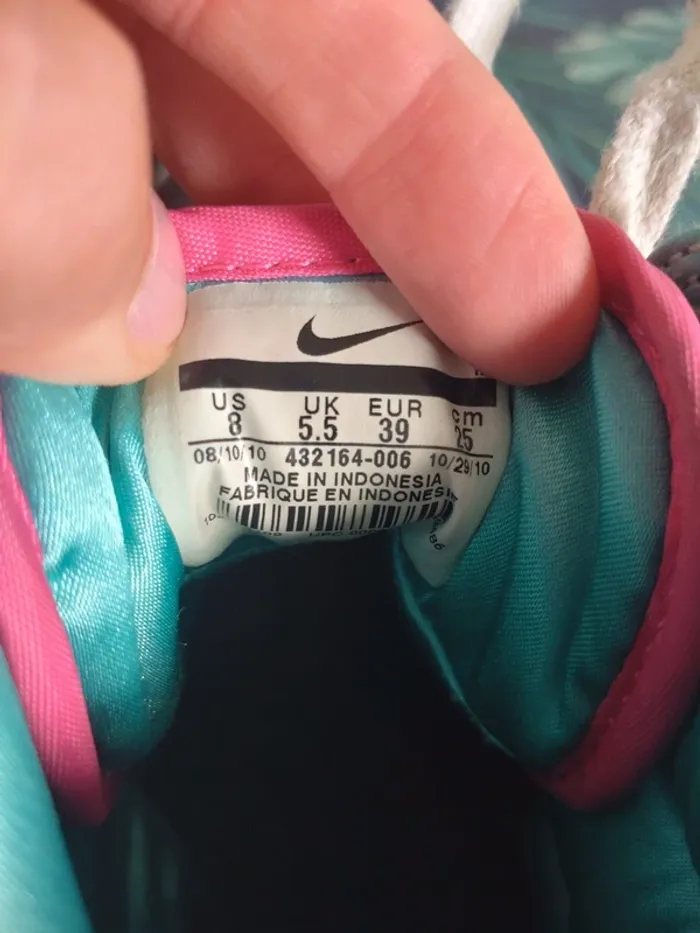 US UK EUR cm
8 5.5 39 25
08/10/10 432164-006 10/29/10
MADE IN INDONESIA
FABRIQUE EN INDONESIE
UPC